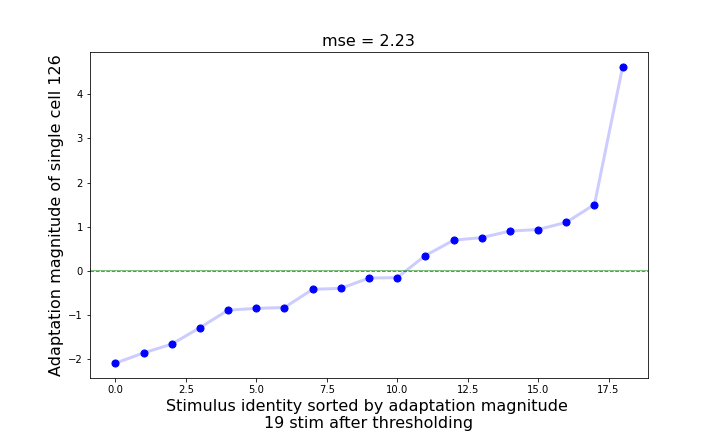 mse = 2.23
Adaptation magnitude of single cell 126
4
3
2
1
0
−1
−2
0.0 2.5 5.0 7.5 10.0 12.5 15.0 17.5
Stimulus identity sorted by adaptation magnitude
19 stim after thresholding